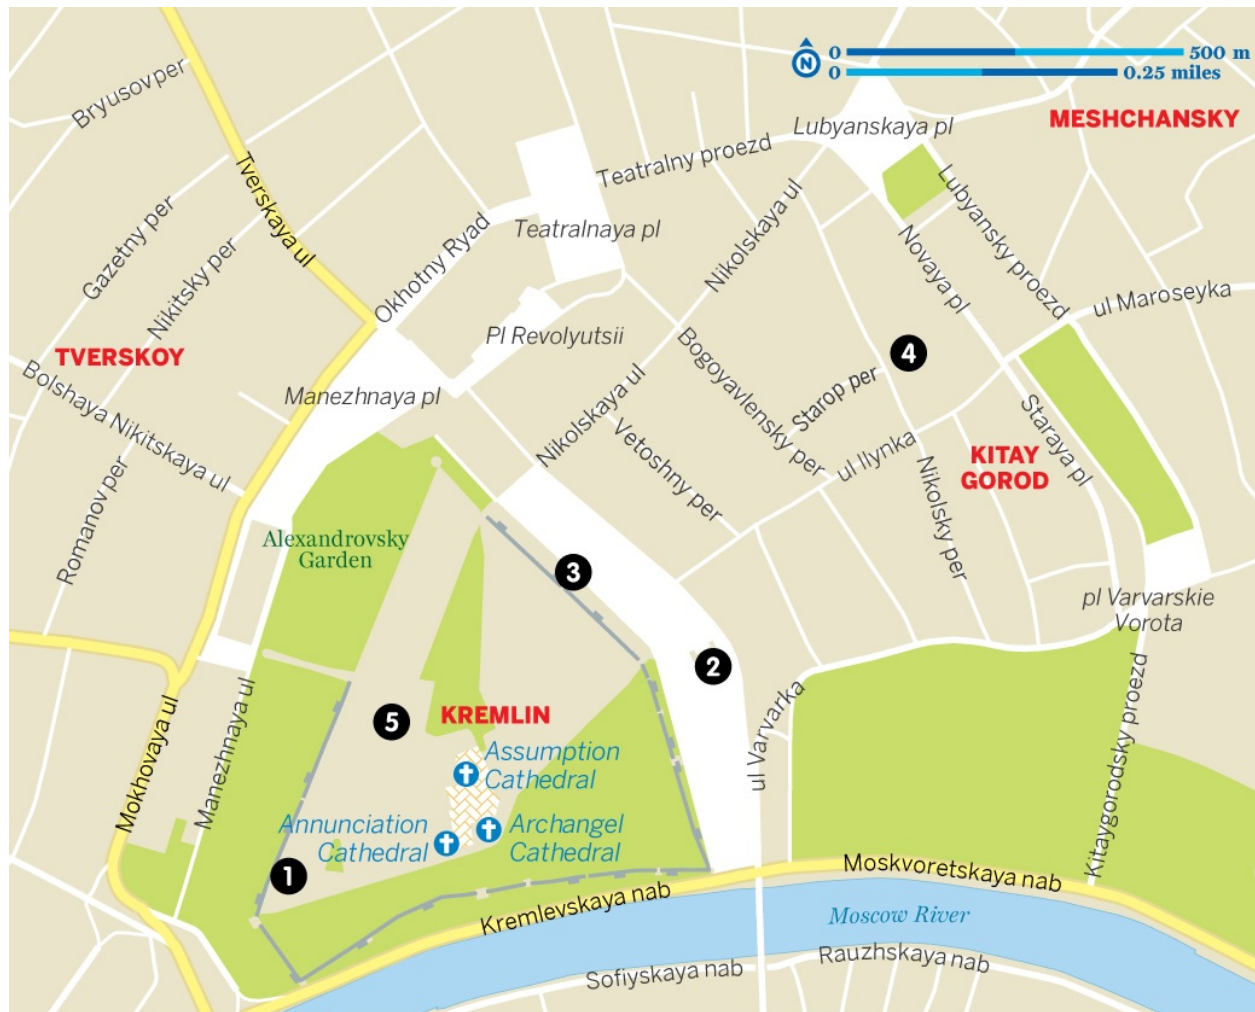 0
500 m
N
0
0.25 miles
Bryusov per
Lubyanskaya pl
MESHCHANSKY
Teatralny proezd
Tverskaya ul
Lubyansky proezd
Gazetny per
Nikitsky per
Okhotny Ryad
Teatralnaya pl
Nikolskaya ul
Novaya pl
ul Maroseyka
TVERSKOY
Pl Revolyutsii
4
Bolshaya Nikitskaya ul
Manezhnaya pl
Bogoyavlensky per
Starop per
Nikolskaya ul
Vetoshny per
ul Ilynka
KITAY
GOROD
Staraya pl
Romanov per
Nikolsky per
Alexandrovsky
Garden
3
pl Varvarskie
Vorota
2
5
KREMLIN
ul Varvarka
Kitaygorodsky proezd
Mokhovaya ul
Manezhnaya ul
Assumption
Cathedral
Annunciation
Cathedral
Archangel
Cathedral
1
Moskvoretskaya nab
Kremlevskaya nab
Moscow River
Sofiyskaya nab
Rauzhskaya nab